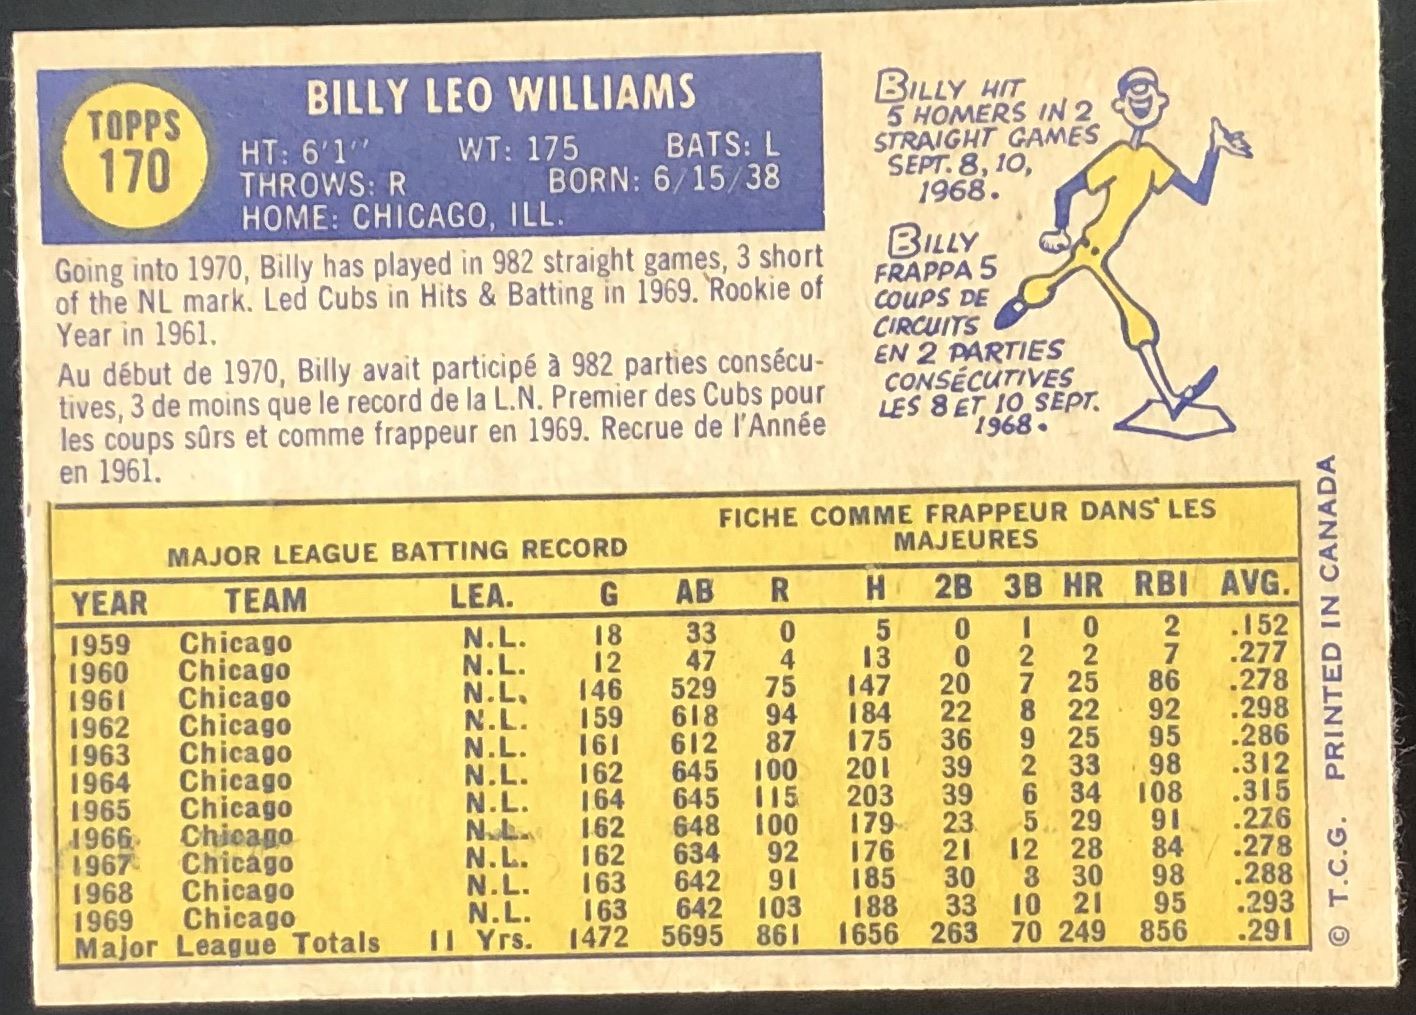 TOPPS
170
BILLY LEO WILLIAMS
HT: 6'1" WT: 175 BATS: L
THROWS: R BORN: 6/15/38
HOME: CHICAGO, ILL.
Going into 1970, Billy has played in 982 straight games, 3 short
of the NL mark. Led Cubs in Hits & Batting in 1969. Rookie of
Year in 1961.
Au début de 1970, Billy avait participé à 982 parties consécu-
tives, 3 de moins que le record de la L.N. Premier des Cubs pour
les coups sûrs et comme frappeur en 1969. Recrue de l'Année
en 1961.
BILLY HIT
5 HOMERS IN 2
STRAIGHT GAMES
SEPT. 8, 10,
1968.
BILLY
FRAPPA 5
COUPS DE
CIRCUITS
EN 2 PARTIES
CONSÉCUTIVES
LES 8 ET 10 SEPT.
1968.
MAJOR LEAGUE BATTING RECORD
FICHE COMME FRAPPEUR DANS LES
MAJEURES
YEAR TEAM LEA. G AB R H 2B 3B HR RBI AVG.
1959 Chicago N.L. 18 33 0 5 0 1 0 2 .152
1960 Chicago N.L. 12 47 4 13 0 2 2 7 .277
1961 Chicago N.L. 146 529 75 147 20 7 25 86 .278
1962 Chicago N.L. 159 618 94 184 22 8 22 92 .298
1963 Chicago N.L. 161 612 87 175 36 9 25 95 .286
1964 Chicago N.L. 162 645 100 201 39 2 33 98 .312
1965 Chicago N.L. 164 645 115 203 39 6 34 108 .315
1966 Chicago N.L. 162 648 100 179 23 5 29 91 .276
1967 Chicago N.L. 162 634 92 176 21 12 28 84 .278
1968 Chicago N.L. 163 642 91 185 30 8 30 98 .288
1969 Chicago N.L. 163 642 103 188 33 10 21 95 .293
Major League Totals 11 Yrs. 1472 5695 861 1656 263 70 249 856 .291
© T.C.G. PRINTED IN CANADA